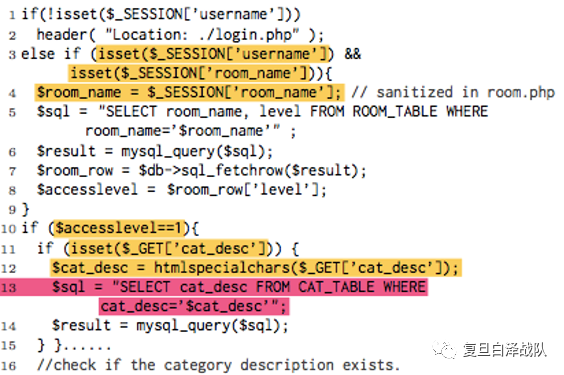 1 if(!isset($_SESSION['username']))
2 header( "Location: ./login.php" );
3 else if (isset($_SESSION['username']) &&
isset($_SESSION['room_name'])){
4 $room_name = $_SESSION['room_name']; // sanitized in room.php
5 $sql = "SELECT room_name, level FROM ROOM_TABLE WHERE
room_name='$room_name'" ;
6 $result = mysql_query($sql);
7 $room_row = $db->sql_fetchrow($result);
8 $accesslevel = $room_row['level'];
9 }
10 if ($accesslevel==1){
11 if (isset($_GET['cat_desc'])) {
12 $cat_desc = htmlspecialchars($_GET['cat_desc']);
13 $sql = "SELECT cat_desc FROM CAT_TABLE WHERE
cat_desc='$cat_desc'";
14 $result = mysql_query($sql);
15 } }......
16 //check if the category description exists.
复旦白泽战队